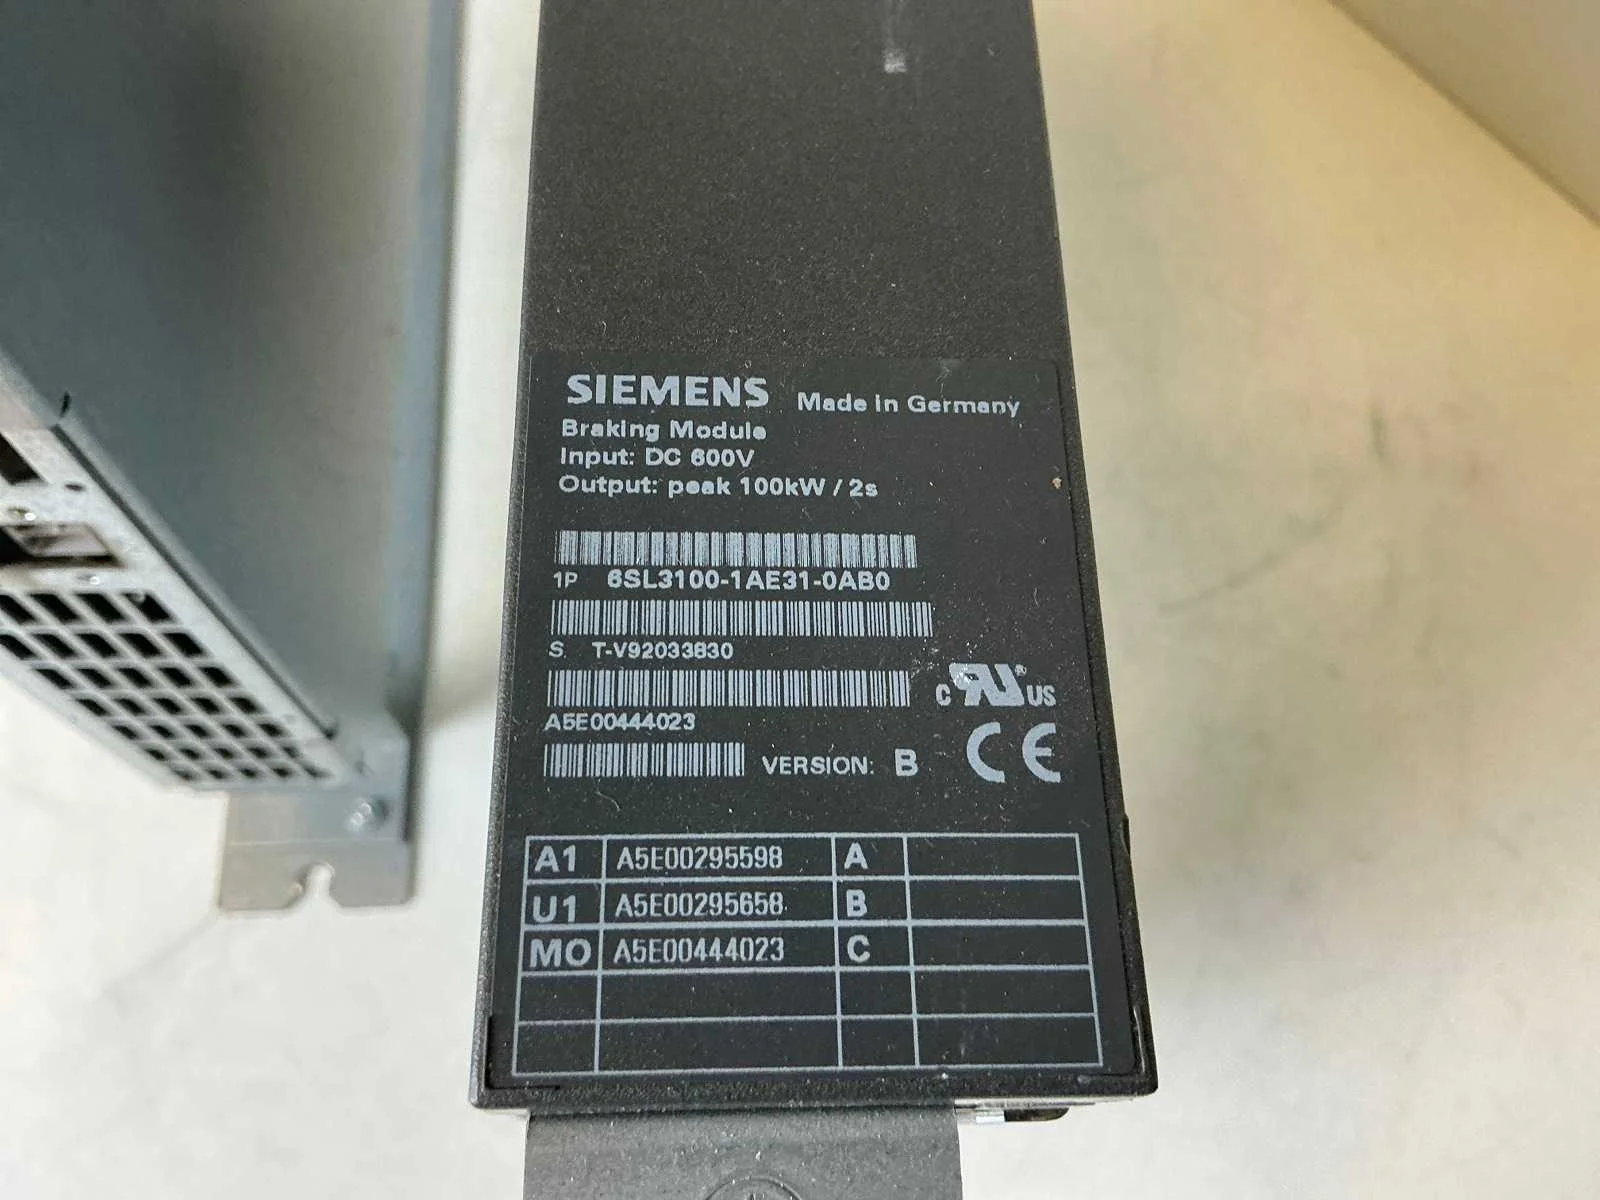 SIEMENS Made in Germany
Braking Module
Input: DC 600V
Output: peak 100kW / 2s
1P 6SL3100-1AE31-0AB0
S. T-V92033830
C RU ® US
A5E00444023
VERSION: B CE
A1 A5E00295598 A
U1 A5E00295658 B
MO A5E00444023 C